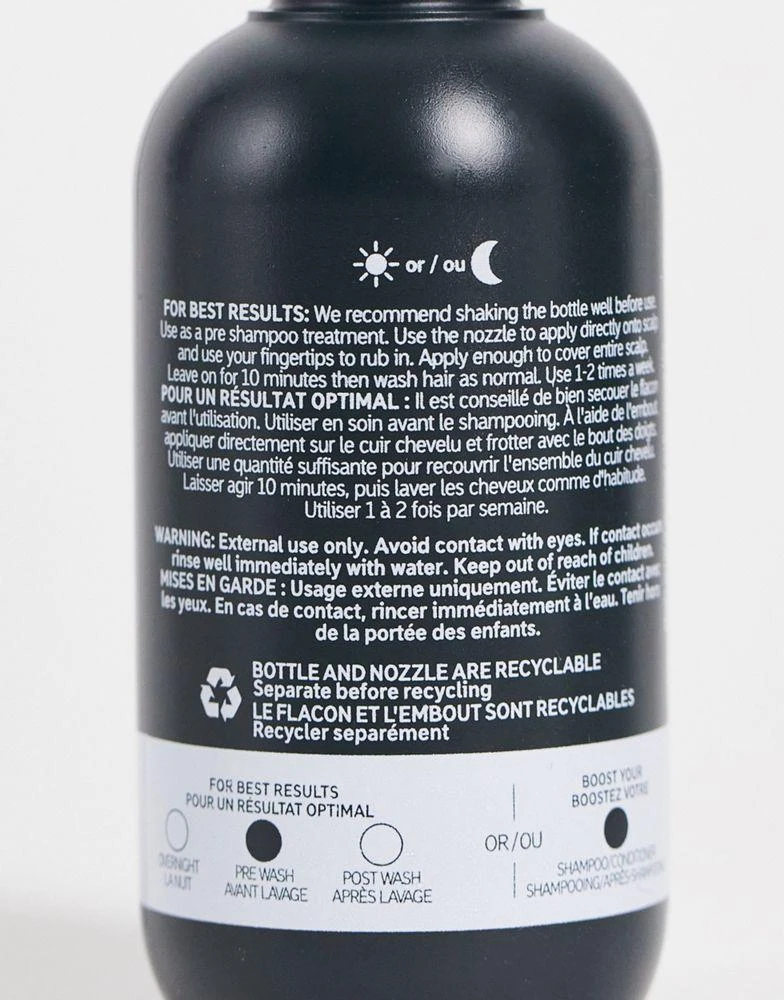 or / ou
FOR BEST RESULTS: We recommend shaking the bottle well before use.
Use as a pre shampoo treatment. Use the nozzle to apply directly onto scalp
and use your fingertips to rub in. Apply enough to cover entire scalp.
Leave on for 10 minutes then wash hair as normal. Use 1-2 times a week.
POUR UN RÉSULTAT OPTIMAL : Il est conseillé de bien secouer le flacon
avant l'utilisation. Utiliser en soin avant le shampooing. À l'aide de l'embout
appliquer directement sur le cuir chevelu et frotter avec le bout des doigts.
Utiliser une quantité suffisante pour recouvrir l'ensemble du cuir chevelu.
Laisser agir 10 minutes, puis laver les cheveux comme d'habitude.
Utiliser 1 à 2 fois par semaine.
WARNING: External use only. Avoid contact with eyes. If contact occurs
rinse well immediately with water. Keep out of reach of children.
MISES EN GARDE : Usage externe uniquement. Éviter le contact avec
les yeux. En cas de contact, rincer immédiatement à l'eau. Tenir hors
de la portée des enfants.
BOTTLE AND NOZZLE ARE RECYCLABLE
Separate before recycling
LE FLACON ET L'EMBOUT SONT RECYCLABLES
Recycler separément
FOR BEST RESULTS
POUR UN RÉSULTAT OPTIMAL
OVERNIGHT
LA NUIT
PRE WASH
AVANT LAVAGE
POST WASH
APRÈS LAVAGE
OR/OU
BOOST YOUR
BOOSTEZ VOTRE
SHAMPOO/CONDITIONER
SHAMPOOING/APRÈS-SHAMPOOING